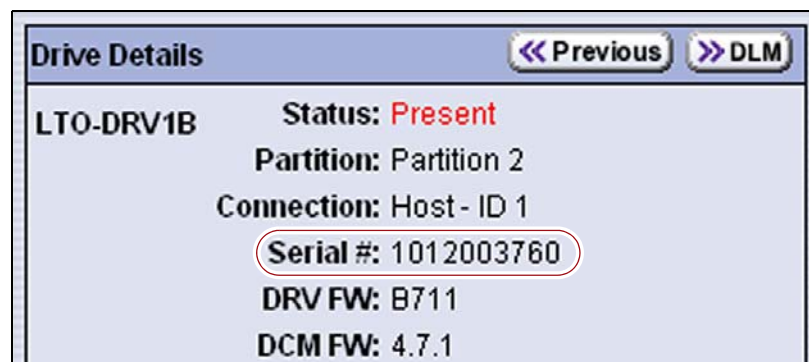 Drive Details
Previous
DLM
LTO-DRV1B
Status: Present
Partition: Partition 2
Connection: Host - ID 1
Serial #: 1012003760
DRV FW: B711
DCM FW: 4.7.1